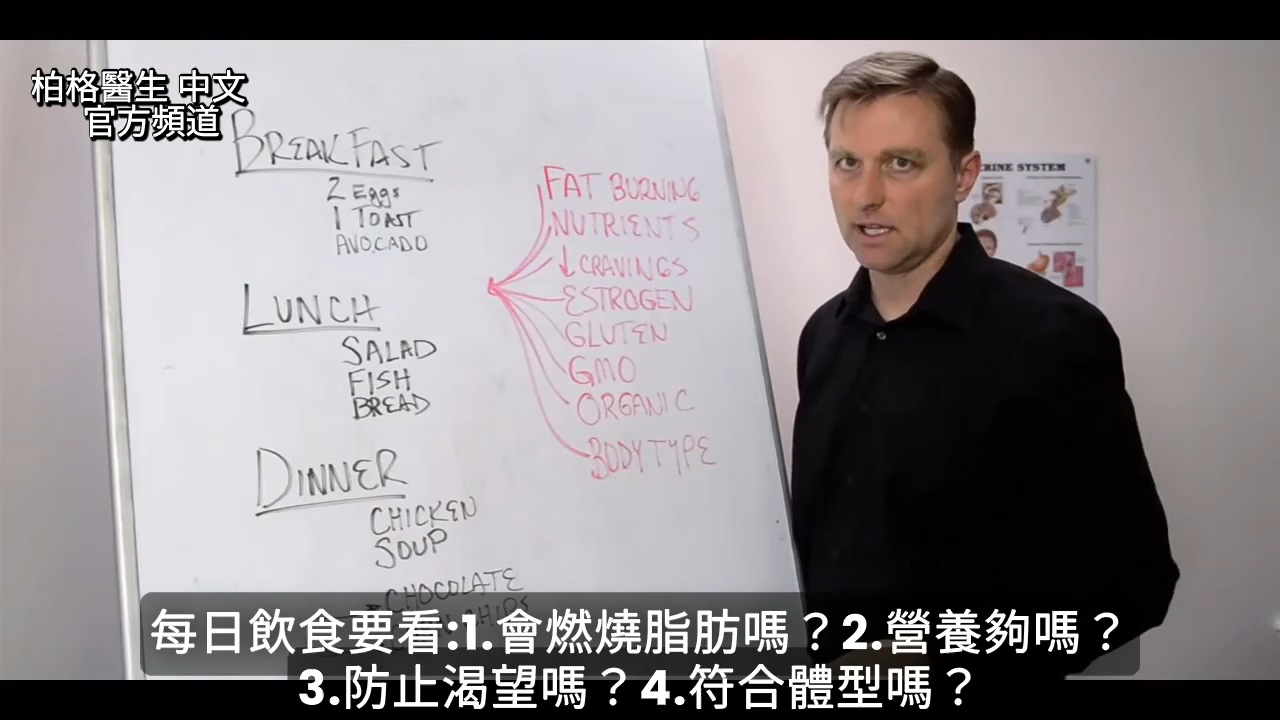 柏格醫生 中文
官方頻道
BREAKFAST
2 EGGS
1 TOAST
AVOCADO
LUNCH
SALAD
FISH
BREAD
DINNER
CHICKEN
SOUP
CHOCOLATE
CHIPS
FAT BURNING
NUTRIENTS
↓CRAVINGS
ESTROGEN
GLUTEN
GMO
ORGANIC
BODY TYPE
RINE SYSTEM
每日飲食要看:1.會燃燒脂肪嗎？2.營養夠嗎？
3.防止渴望嗎？4.符合體型嗎？